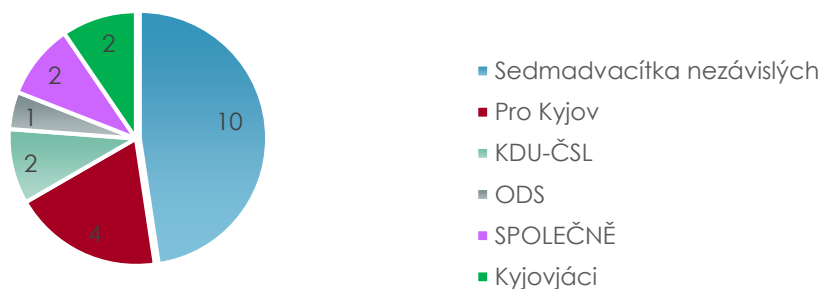 2
2
1
2
4
10
Sedmadvacítka nezávislých
Pro Kyjov
KDU-ČSL
ODS
SPOLEČNĚ
Kyjovjáci